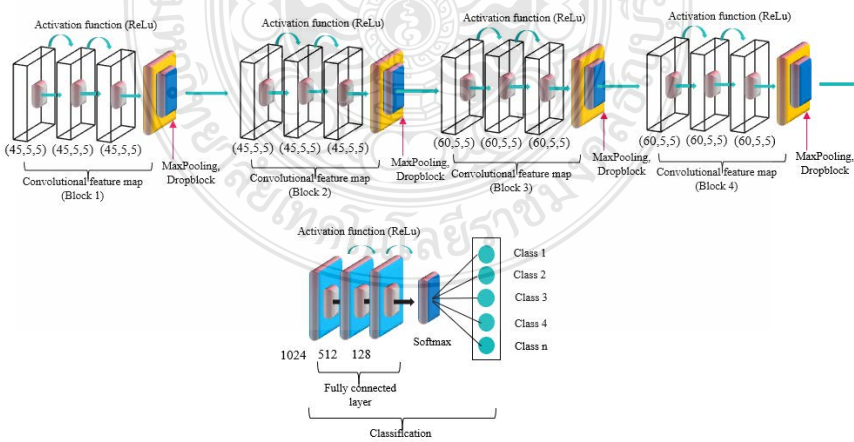 Activation function (ReLu)
Activation function (ReLu)
Activation function (ReLu)
Activation function (ReLu)
(45,5,5) (45,5,5) (45,5,5)
MaxPooling,
Dropblock
Convolutional feature map
(Block 1)
(45,5,5) (45,5,5) (45,5,5)
MaxPooling,
Dropblock
Convolutional feature map
(Block 2)
(60,5,5) (60,5,5) (60,5,5)
MaxPooling,
Dropblock
Convolutional feature map
(Block 3)
(60,5,5) (60,5,5) (60,5,5)
MaxPooling,
Dropblock
Convolutional feature map
(Block 4)
Activation function (ReLu)
Class 1
Class 2
Class 3
Class 4
Class n
Softmax
1024 512 128
Fully connected
layer
Classification